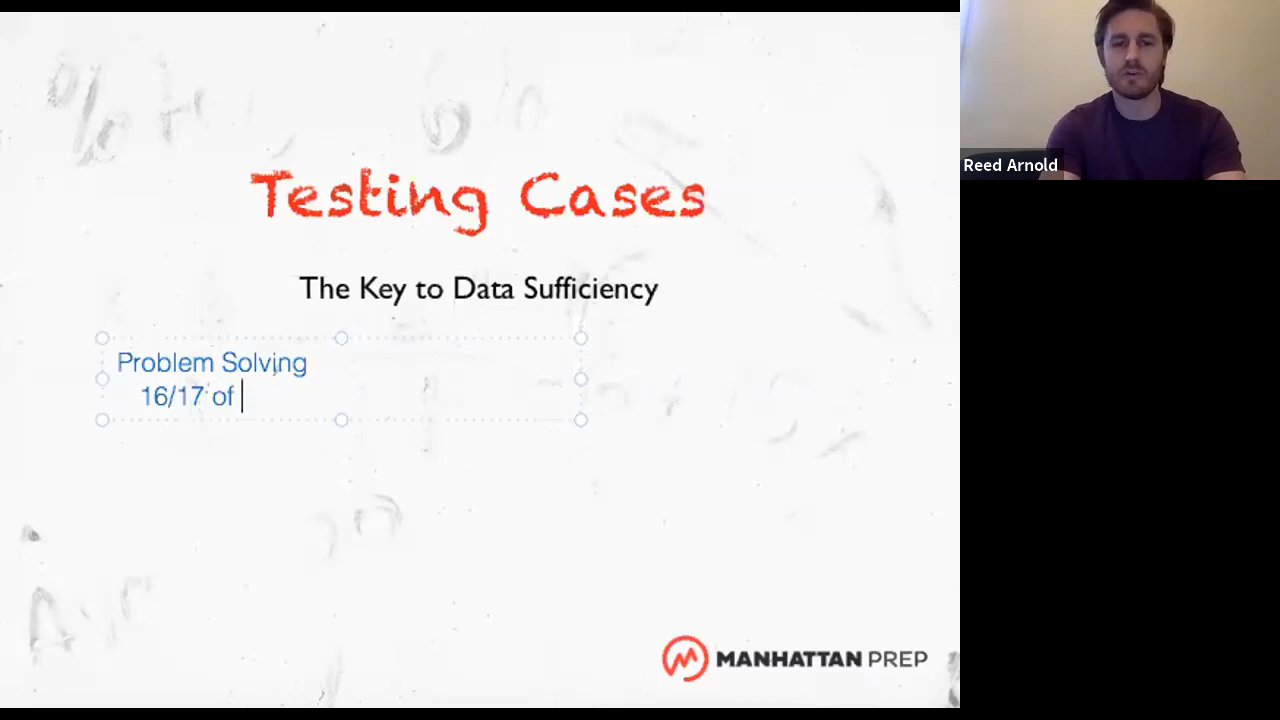 Testing Cases
The Key to Data Sufficiency
Problem Solving
16/17 of
MANHATTAN PREP
Reed Arnold